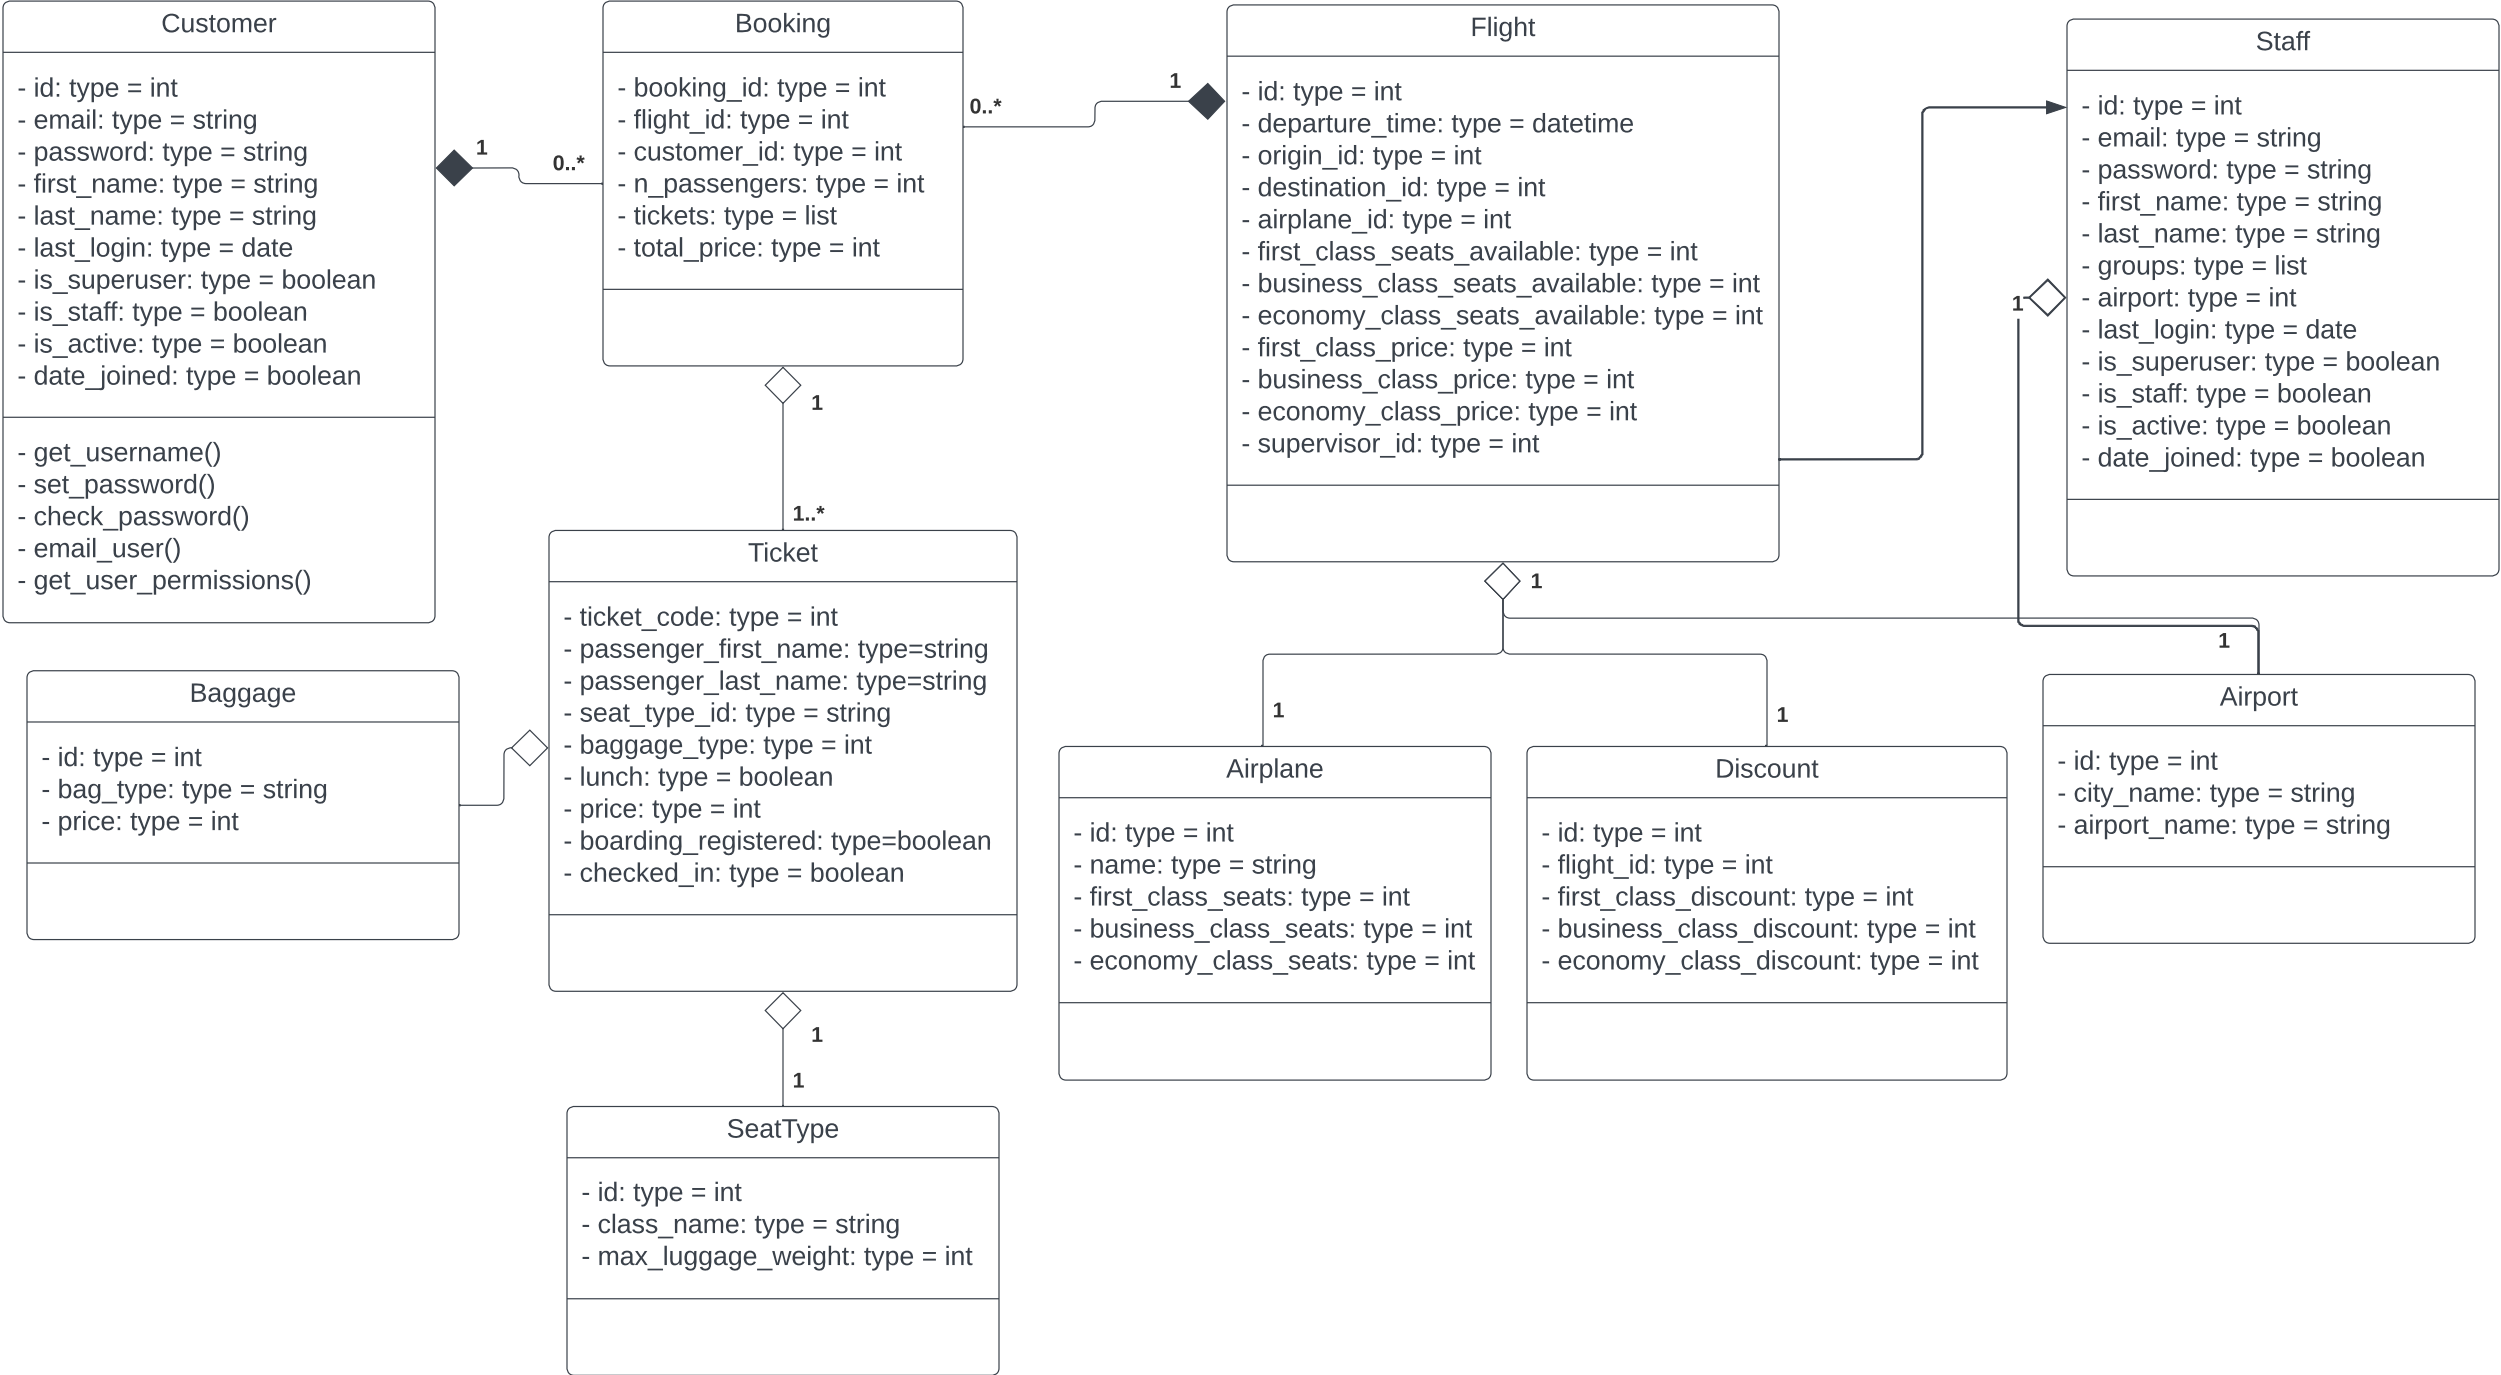 Customer
- id: type = int
- email: type = string
- password: type = string
- first_name: type = string
- last_name: type = string
- last_login: type = date
- is_superuser: type = boolean
- is_staff: type = boolean
- is_active: type = boolean
- date_joined: type = boolean
- get_username()
- set_password()
- check_password()
- email_user()
- get_user_permissions()
1
0..*
Booking
- booking_id: type = int
- flight_id: type = int
- customer_id: type = int
- n_passengers: type = int
- tickets: type = list
- total_price: type = int
0..*
1
Flight
- id: type = int
- departure_time: type = datetime
- origin_id: type = int
- destination_id: type = int
- airplane_id: type = int
- first_class_seats_available: type = int
- business_class_seats_available: type = int
- economy_class_seats_available: type = int
- first_class_price: type = int
- business_class_price: type = int
- economy_class_price: type = int
- supervisor_id: type = int
Staff
- id: type = int
- email: type = string
- password: type = string
- first_name: type = string
- last_name: type = string
- groups: type = list
- airport: type = int
- last_login: type = date
- is_superuser: type = boolean
- is_staff: type = boolean
- is_active: type = boolean
- date_joined: type = boolean
1
1
1..*
1
1
Baggage
- id: type = int
- bag_type: type = string
- price: type = int
Ticket
- ticket_code: type = int
- passenger_first_name: type=string
- passenger_last_name: type=string
- seat_type_id: type = string
- baggage_type: type = int
- lunch: type = boolean
- price: type = int
- boarding_registered: type=boolean
- checked_in: type = boolean
1
Airplane
- id: type = int
- name: type = string
- first_class_seats: type = int
- business_class_seats: type = int
- economy_class_seats: type = int
1
Discount
- id: type = int
- flight_id: type = int
- first_class_discount: type = int
- business_class_discount: type = int
- economy_class_discount: type = int
Airport
- id: type = int
- city_name: type = string
- airport_name: type = string
1
1
SeatType
- id: type = int
- class_name: type = string
- max_luggage_weight: type = int